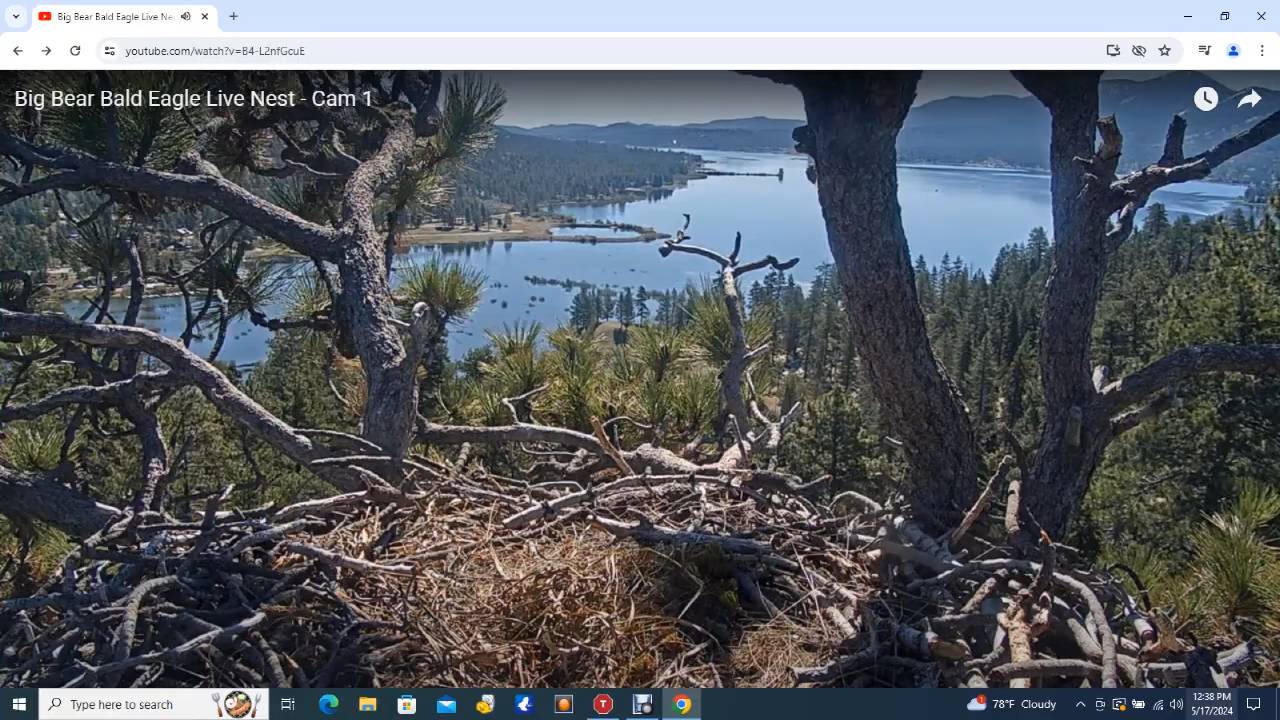 Big Bear Bald Eagle Live Ne
youtube.com/watch?v=B4-L2nfGcuE
Big Bear Bald Eagle Live Nest - Cam 1
Type here to search
78°F Cloudy
12:38 PM
5/17/2024